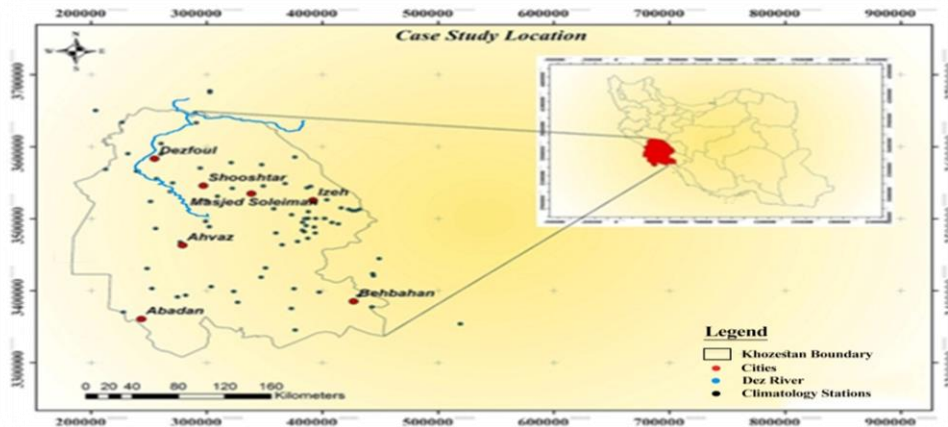 200000 300000 400000 500000 600000 700000 800000 900000
Case Study Location
N
W E
S
3700000
3600000
3500000
3400000
3300000
Dezfoul
Shooshtar
Izeh
Masjed Soleiman
Ahvaz
Behbahan
Abadan
Legend
Khozestan Boundary
Cities
Dez River
Climatology Stations
0 20 40 80 120 160
Kilometers
200000 300000 400000 500000 600000 700000 800000 900000